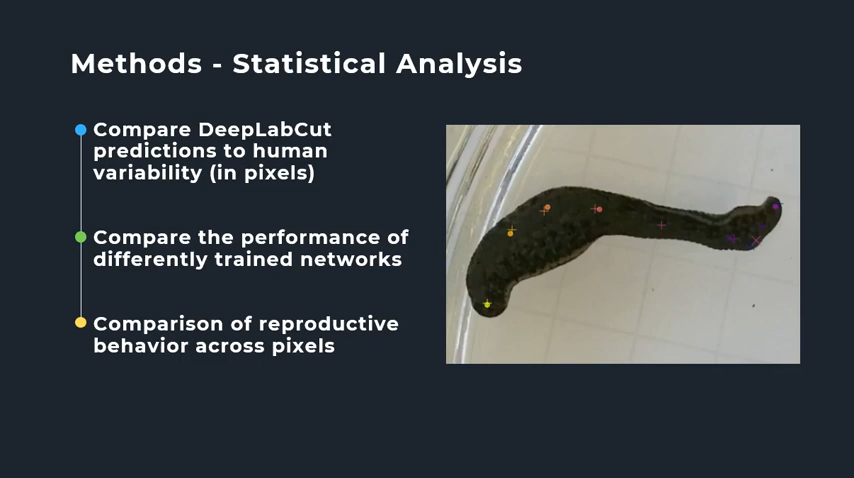 Methods - Statistical Analysis
Compare DeepLabCut
predictions to human
variability (in pixels)
Compare the performance of
differently trained networks
Comparison of reproductive
behavior across pixels